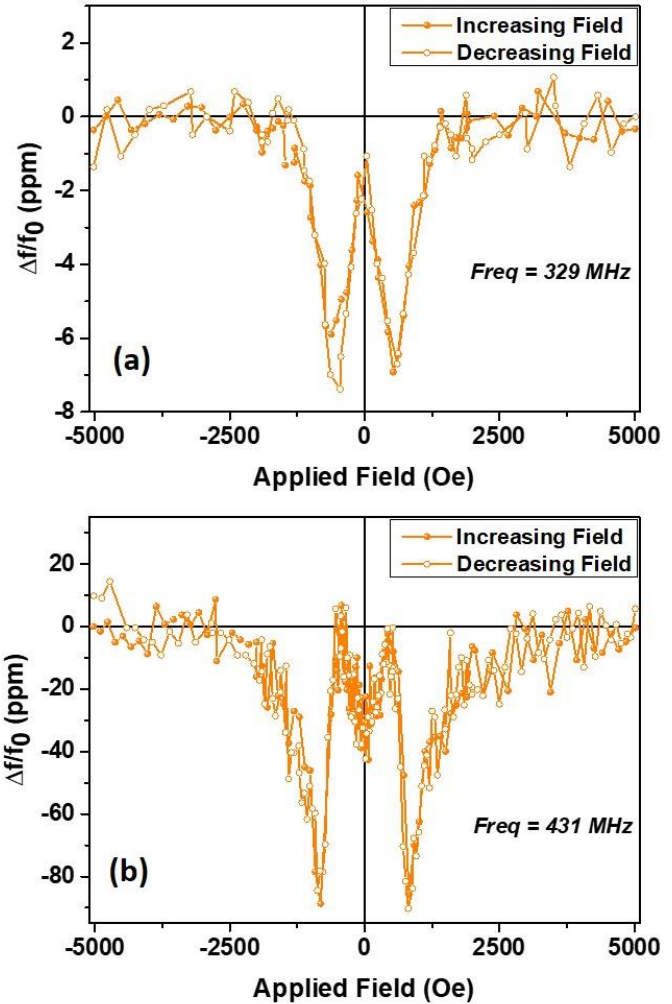 Increasing Field
Decreasing Field
2
0
-2
-4
-6
-8
Δf/f0 (ppm)
Freq = 329 MHz
(a)
-5000 -2500 0 2500 5000
Applied Field (Oe)
Increasing Field
Decreasing Field
20
0
-20
-40
-60
-80
Δf/f0 (ppm)
Freq = 431 MHz
(b)
-5000 -2500 0 2500 5000
Applied Field (Oe)